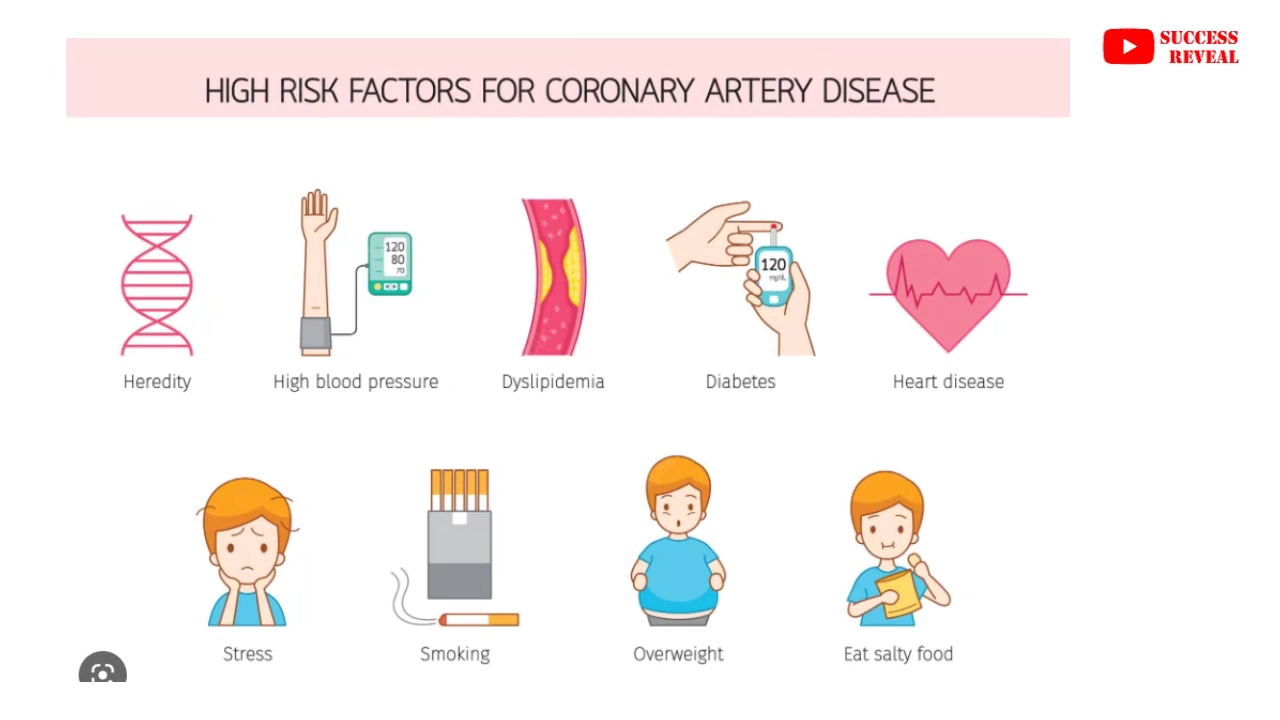 SUCCESS
REVEAL
HIGH RISK FACTORS FOR CORONARY ARTERY DISEASE
120
80
70
120
mg/dL
Heredity
High blood pressure
Dyslipidemia
Diabetes
Heart disease
Stress
Smoking
Overweight
Eat salty food